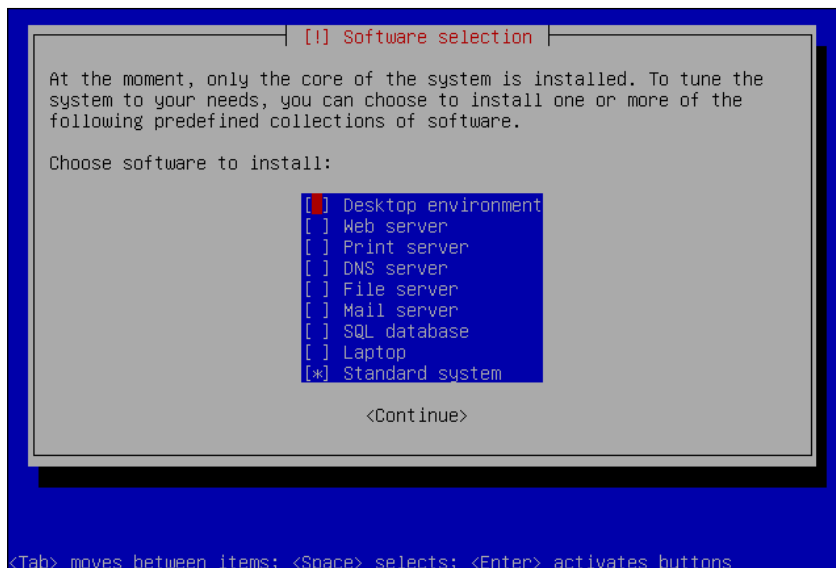 [!] Software selection
At the moment, only the core of the system is installed. To tune the
system to your needs, you can choose to install one or more of the
following predefined collections of software.
Choose software to install:
[ ] Desktop environment
[ ] Web server
[ ] Print server
[ ] DNS server
[ ] File server
[ ] Mail server
[ ] SQL database
[ ] Laptop
[*] Standard system
<Continue>
<Tab> moves between items; <Space> selects; <Enter> activates buttons